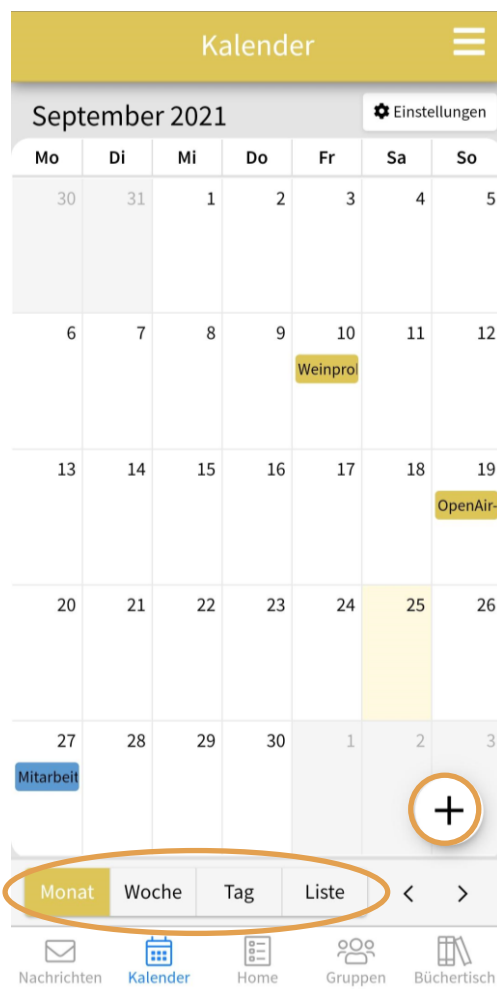 Kalender
September 2021
Einstellungen
Mo Di Mi Do Fr Sa So
30 31 1 2 3 4 5
6 7 8 9 10 11 12
Weinprol
13 14 15 16 17 18 19
OpenAir-
20 21 22 23 24 25 26
27 28 29 30 1 2 3
Mitarbeit
+
Monat Woche Tag Liste < >
Nachrichten Kalender Home Gruppen Büchertisch